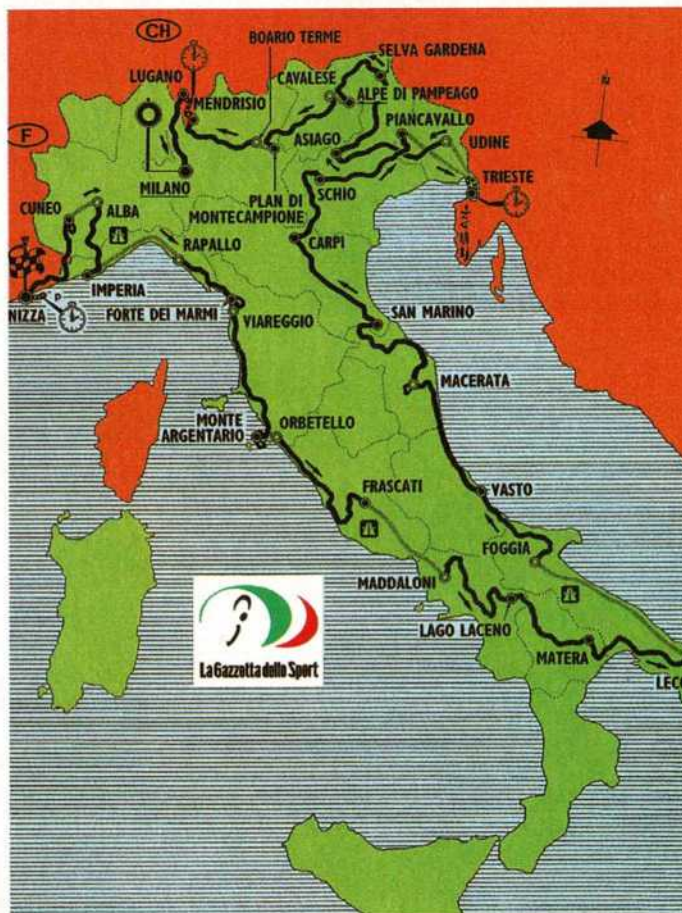 CH
BOARIO TERME
SELVA GARDENA
LUGANO
CAVALESE
MENDRISIO
ALPE DI PAMPEAGO
PIANCAVALLO
F
ASIAGO
UDINE
N
MILANO
SCHIO
TRIESTE
PLAN DI
MONTECAMPIONE
CUNEO
ALBA
CARPI
RAPALLO
IMPERIA
P
NIZZA
FORTE DEI MARMI
VIAREGGIO
SAN MARINO
MACERATA
MONTE
ARGENTARIO
ORBETELLO
FRASCATI
VASTO
FOGGIA
MADDALONI
LAGO LACENO
MATERA
LECC
La Gazzetta dello Sport